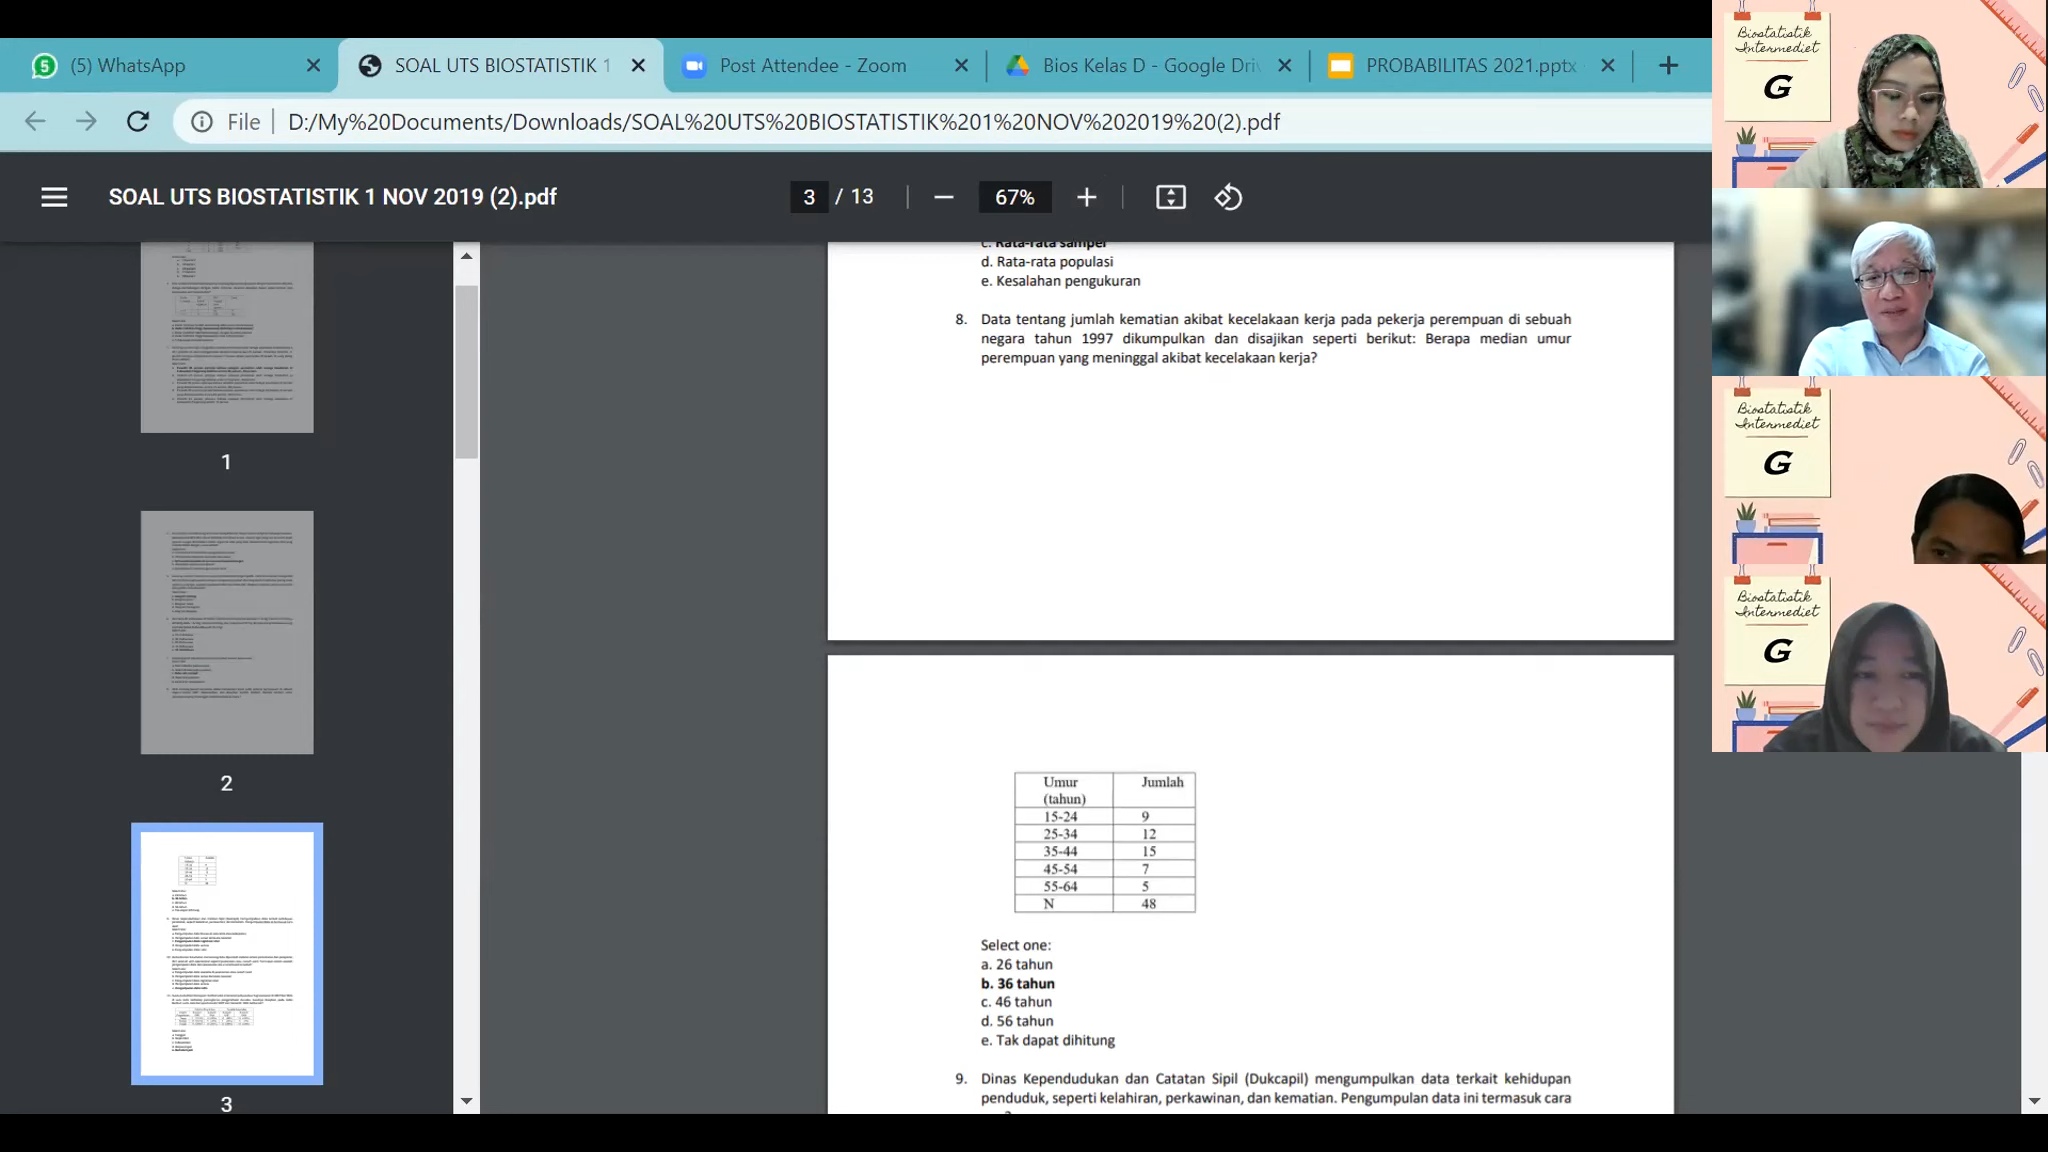 (5) WhatsApp
SOAL UTS BIOSTATISTIK 1
Post Attendee - Zoom
Bios Kelas D - Google Driv
PROBABILITAS 2021.pptx
File
D:/My%20Documents/Downloads/SOAL%20UTS%20BIOSTATISTIK%201%20NOV%202019%20(2).pdf
SOAL UTS BIOSTATISTIK 1 NOV 2019 (2).pdf
3 / 13
67%
1
2
3
c. Rata-rata sampel
d. Rata-rata populasi
e. Kesalahan pengukuran
8. Data tentang jumlah kematian akibat kecelakaan kerja pada pekerja perempuan di sebuah
negara tahun 1997 dikumpulkan dan disajikan seperti berikut: Berapa median umur
perempuan yang meninggal akibat kecelakaan kerja?
Umur Jumlah
(tahun)
15-24 9
25-34 12
35-44 15
45-54 7
55-64 5
N 48
Select one:
a. 26 tahun
b. 36 tahun
c. 46 tahun
d. 56 tahun
e. Tak dapat dihitung
9. Dinas Kependudukan dan Catatan Sipil (Dukcapil) mengumpulkan data terkait kehidupan
penduduk, seperti kelahiran, perkawinan, dan kematian. Pengumpulan data ini termasuk cara
Biostatistik
Intermediet
G
Biostatistik
Intermediet
G
Biostatistik
Intermediet
G